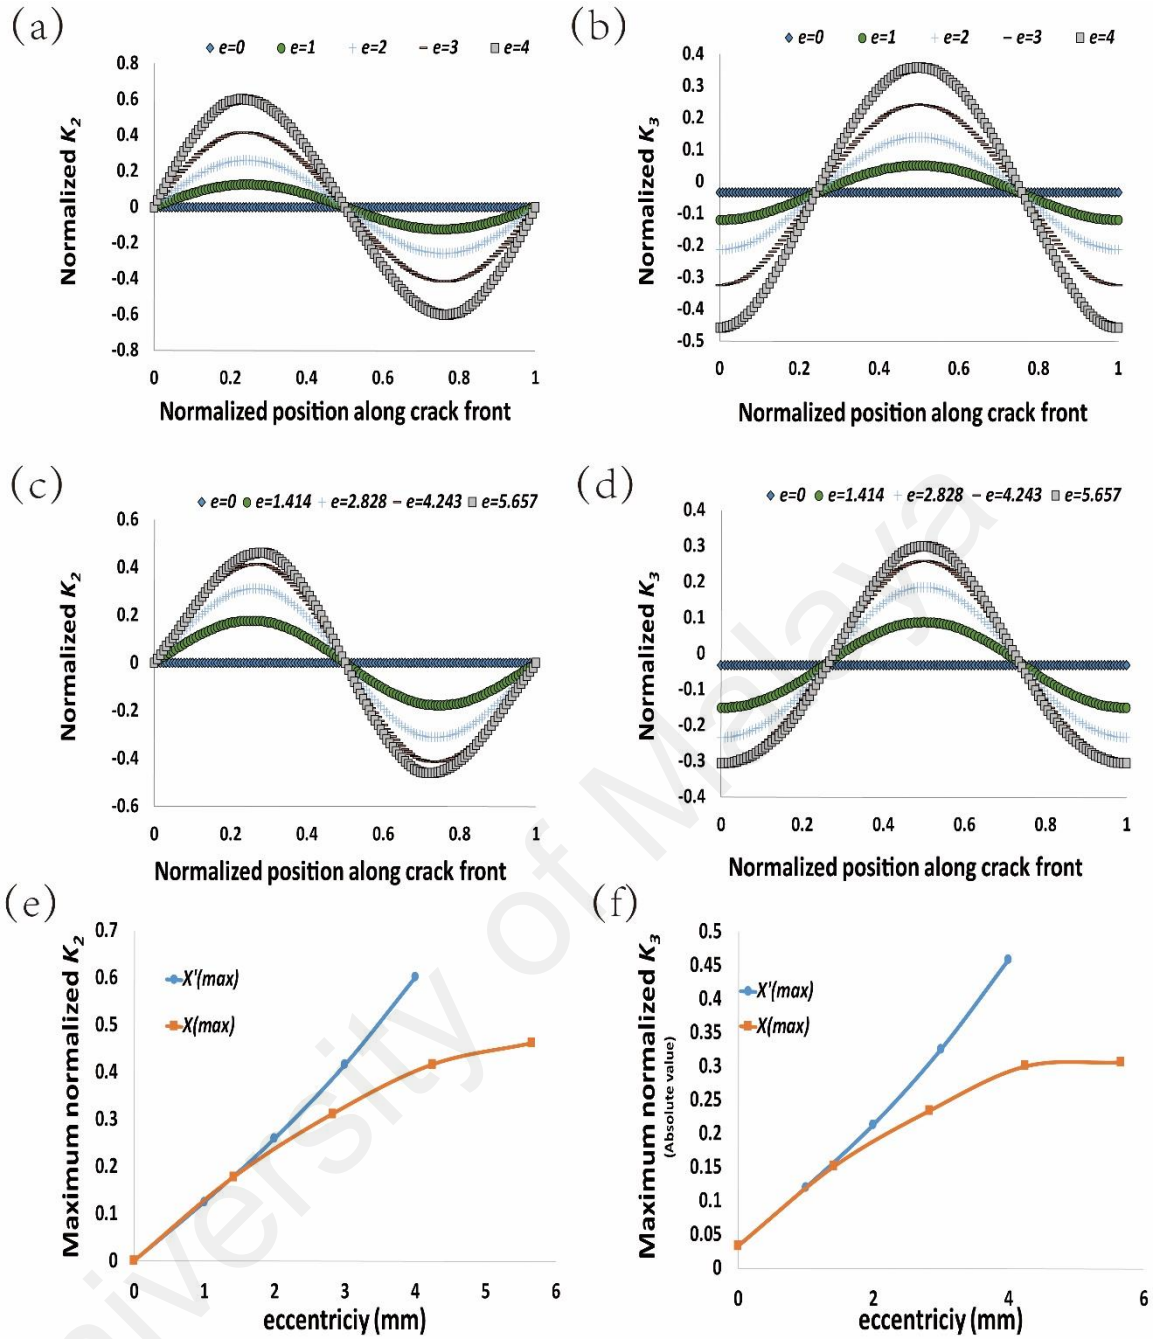 (a)
e=0 e=1 e=2 e=3 e=4
Normalized K2
0.8
0.6
0.4
0.2
0
-0.2
-0.4
-0.6
-0.8
0 0.2 0.4 0.6 0.8 1
Normalized position along crack front
(b)
e=0 e=1 e=2 e=3 e=4
Normalized K3
0.4
0.3
0.2
0.1
0
-0.1
-0.2
-0.3
-0.4
-0.5
0 0.2 0.4 0.6 0.8 1
Normalized position along crack front
(c)
e=0 e=1.414 e=2.828 e=4.243 e=5.657
Normalized K2
0.6
0.4
0.2
0
-0.2
-0.4
-0.6
0 0.2 0.4 0.6 0.8 1
Normalized position along crack front
(d)
e=0 e=1.414 e=2.828 e=4.243 e=5.657
Normalized K3
0.4
0.3
0.2
0.1
0
-0.1
-0.2
-0.3
-0.4
0 0.2 0.4 0.6 0.8 1
Normalized position along crack front
(e)
Maximum normalized K2
0.7
0.6
0.5
0.4
0.3
0.2
0.1
0
X'(max)
X(max)
0 1 2 3 4 5 6
eccentriciy (mm)
(f)
Maximum normalized K3
(Absolute value)
0.5
0.45
0.4
0.35
0.3
0.25
0.2
0.15
0.1
0.05
0
X'(max)
X(max)
0 2 4 6
eccentriciy (mm)
niversity of Malaya